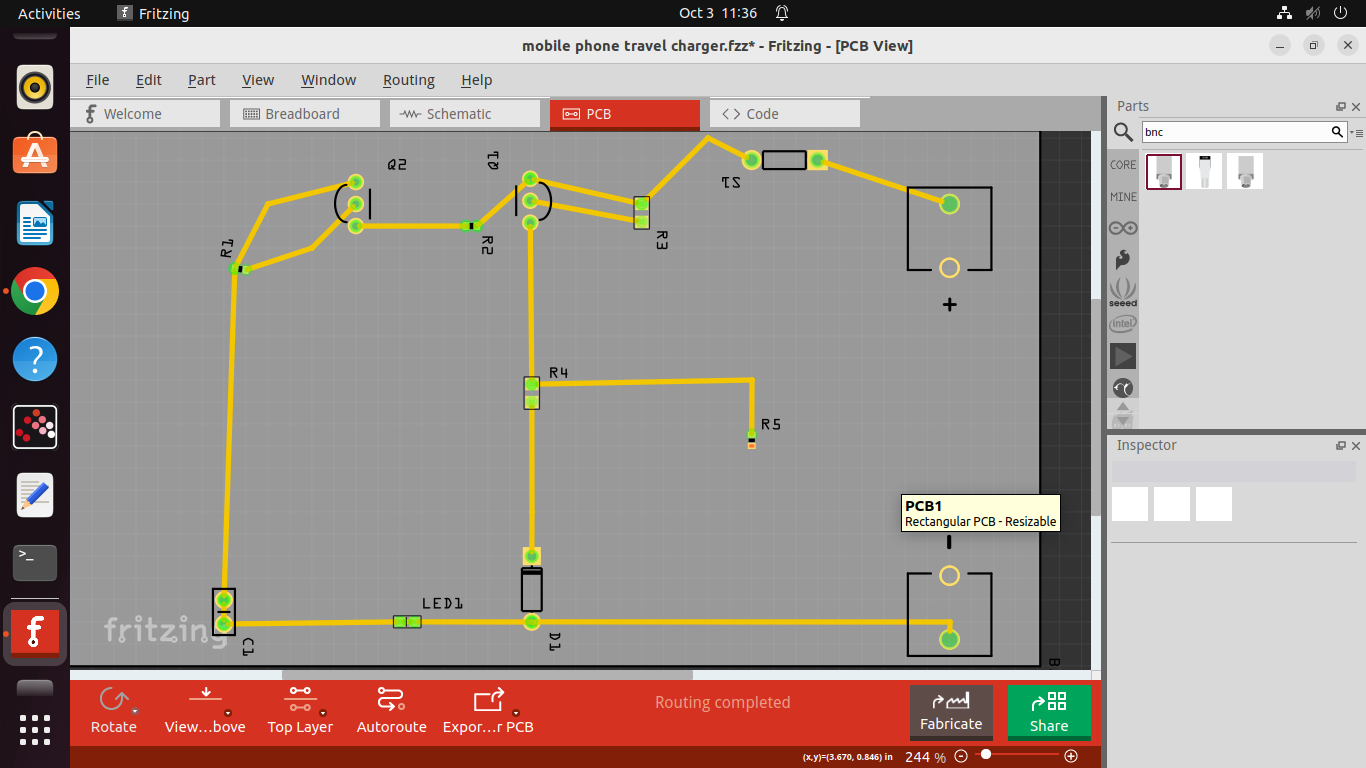 Activities
Fritzing
Oct 3 11:36
mobile phone travel charger.fzz* - Fritzing - [PCB View]
File Edit Part View Window Routing Help
Welcome
Breadboard
Schematic
PCB
Code
Parts
bnc
CORE
MINE
seeed
intel
Q2
Q1
TS
R1
R2
R3
+
R4
R5
PCB1
Rectangular PCB - Resizable
LED1
fritzing
C1
D1
B
Inspector
Rotate
View...bove
Top Layer
Autoroute
Expor...r PCB
Routing completed
Fabricate
Share
(x,y)=(3.670, 0.846) in
244 %